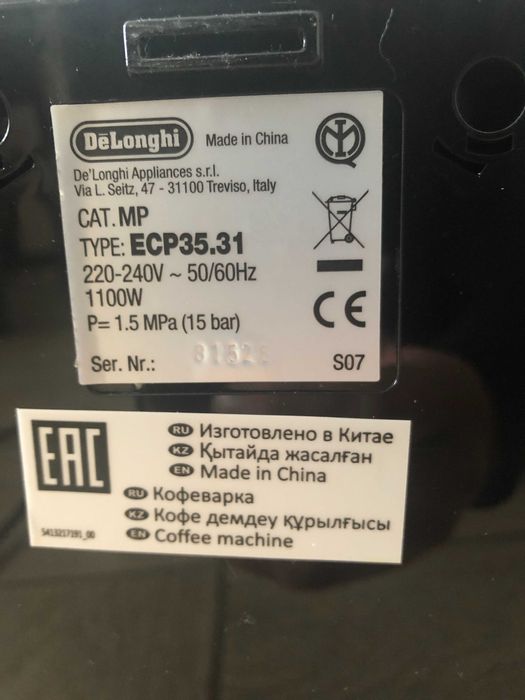 DeLonghi Made in China
De'Longhi Appliances s.r.l.
Via L. Seitz, 47 - 31100 Treviso, Italy
CAT. MP
TYPE: ECP35.31
220-240V ~ 50/60Hz
1100W
P= 1.5 MPa (15 bar)
Ser. Nr.: S07
CE
EAC
RU Изготовлено в Китае
KZ Қытайда жасалған
EN Made in China
RU Кофеварка
KZ Кофе демдеу құрылғысы
EN Coffee machine
5413217191_00